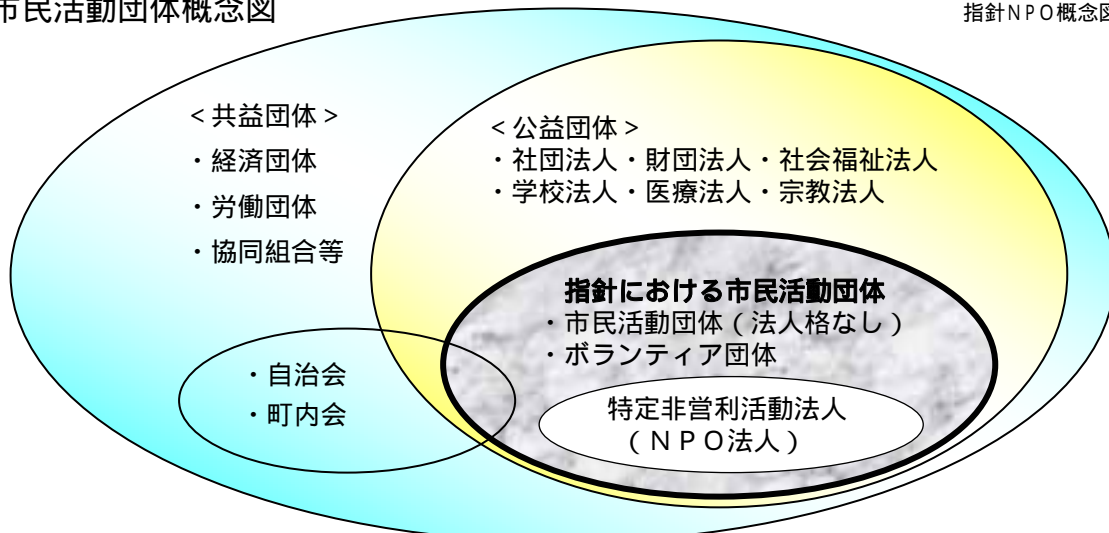 市民活動団体概念図
指針NPO概念図
＜共益団体＞
・経済団体
・労働団体
・協同組合等
＜公益団体＞
・社団法人・財団法人・社会福祉法人
・学校法人・医療法人・宗教法人
指針における市民活動団体
・市民活動団体（法人格なし）
・ボランティア団体
・自治会
・町内会
特定非営利活動法人
（ＮＰＯ法人）